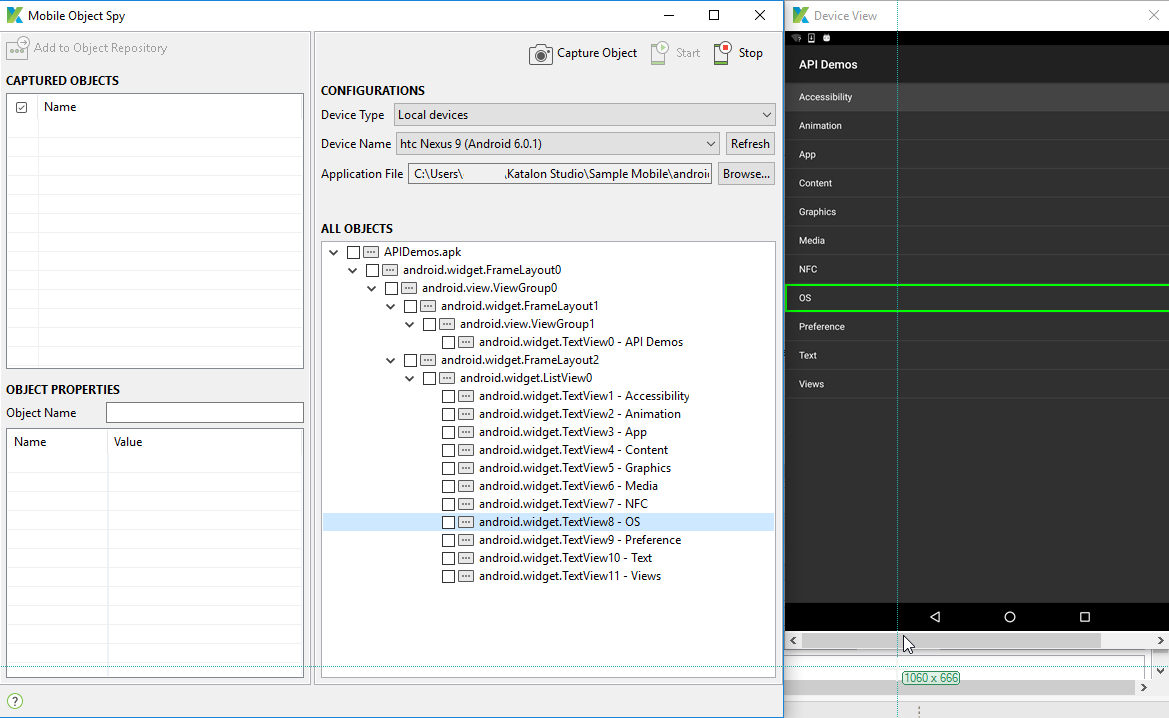 Mobile Object Spy
Add to Object Repository
CAPTURED OBJECTS
Name
OBJECT PROPERTIES
Object Name
Name Value
?
Capture Object Start Stop
CONFIGURATIONS
Device Type Local devices
Device Name htc Nexus 9 (Android 6.0.1) Refresh
Application File C:\Users\ Katalon Studio\Sample Mobile\android Browse...
ALL OBJECTS
APIDemos.apk
android.widget.FrameLayout0
android.view.ViewGroup0
android.widget.FrameLayout1
android.view.ViewGroup1
android.widget.TextView0 - API Demos
android.widget.FrameLayout2
android.widget.ListView0
android.widget.TextView1 - Accessibility
android.widget.TextView2 - Animation
android.widget.TextView3 - App
android.widget.TextView4 - Content
android.widget.TextView5 - Graphics
android.widget.TextView6 - Media
android.widget.TextView7 - NFC
android.widget.TextView8 - OS
android.widget.TextView9 - Preference
android.widget.TextView10 - Text
android.widget.TextView11 - Views
Device View
API Demos
Accessibility
Animation
App
Content
Graphics
Media
NFC
OS
Preference
Text
Views
1060 x 666